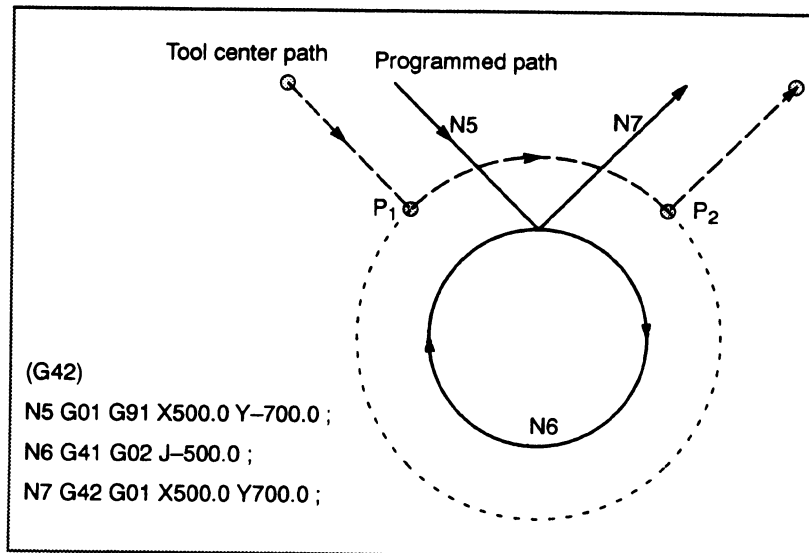 Tool center path
Programmed path
N5
N7
P1
P2
N6
(G42)
N5 G01 G91 X500.0 Y–700.0 ;
N6 G41 G02 J–500.0 ;
N7 G42 G01 X500.0 Y700.0 ;